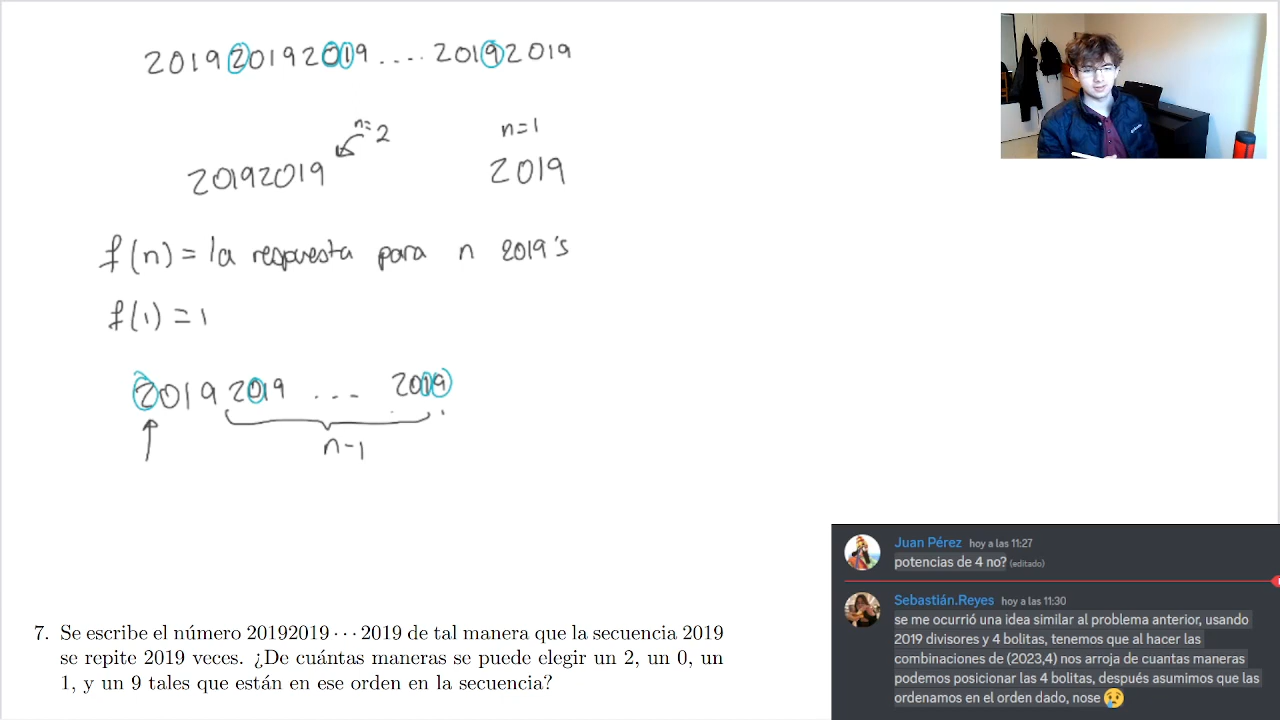 201920192019....20192019
n=2
n=1
20192019
2019
f(n) = la respuesta para n 2019's
f(1) = 1
2019 2019 ... 2019
n-1
7. Se escribe el número 20192019···2019 de tal manera que la secuencia 2019
se repite 2019 veces. ¿De cuántas maneras se puede elegir un 2, un 0, un
1, y un 9 tales que están en ese orden en la secuencia?
Juan Pérez hoy a las 11:27
potencias de 4 no? (editado)
Sebastián.Reyes hoy a las 11:30
se me ocurrió una idea similar al problema anterior, usando
2019 divisores y 4 bolitas, tenemos que al hacer las
combinaciones de (2023,4) nos arroja de cuantas maneras
podemos posicionar las 4 bolitas, después asumimos que las
ordenamos en el orden dado, nose 😢